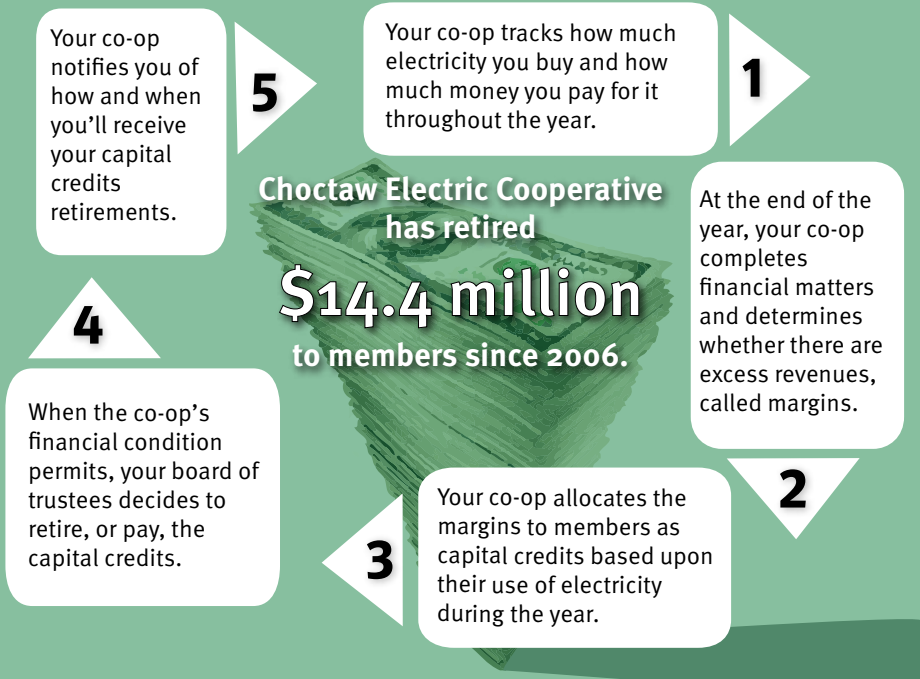 Your co-op tracks how much
electricity you buy and how
much money you pay for it
throughout the year.
1
At the end of the
year, your co-op
completes
financial matters
and determines
whether there are
excess revenues,
called margins.
2
Your co-op allocates the
margins to members as
capital credits based upon
their use of electricity
during the year.
3
When the co-op’s
financial condition
permits, your board of
trustees decides to
retire, or pay, the
capital credits.
4
Your co-op
notifies you of
how and when
you’ll receive
your capital
credits
retirements.
5
Choctaw Electric Cooperative
has retired
$14.4 million
to members since 2006.